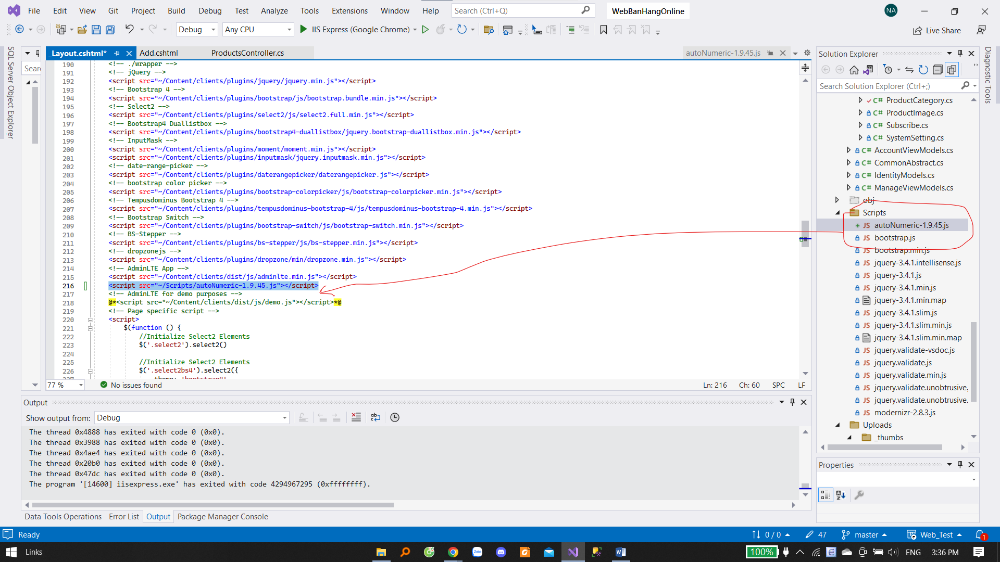 File Edit View Git Project Build Debug Test Analyze Tools Extensions Window Help Search (Ctrl+Q) WebBanHangOnline NA
Debug Any CPU IIS Express (Google Chrome) Live Share
SQL Server Object Explorer
Sear
_Layout.cshtml* Add.cshtml ProductsController.cs autoNumeric-1.9.45.js
190 <!-- ./wrapper -->
191 <!-- jQuery -->
192 <script src="~/Content/clients/plugins/jquery/jquery.min.js"></script>
193 <!-- Bootstrap 4 -->
194 <script src="~/Content/clients/plugins/bootstrap/js/bootstrap.bundle.min.js"></script>
195 <!-- Select2 -->
196 <script src="~/Content/clients/plugins/select2/js/select2.full.min.js"></script>
197 <!-- Bootstrap4 Duallistbox -->
198 <script src="~/Content/clients/plugins/bootstrap4-duallistbox/jquery.bootstrap-duallistbox.min.js"></script>
199 <!-- InputMask -->
200 <script src="~/Content/clients/plugins/moment/moment.min.js"></script>
201 <script src="~/Content/clients/plugins/inputmask/jquery.inputmask.min.js"></script>
202 <!-- date-range-picker -->
203 <script src="~/Content/clients/plugins/daterangepicker/daterangepicker.js"></script>
204 <!-- bootstrap color picker -->
205 <script src="~/Content/clients/plugins/bootstrap-colorpicker/js/bootstrap-colorpicker.min.js"></script>
206 <!-- Tempusdominus Bootstrap 4 -->
207 <script src="~/Content/clients/plugins/tempusdominus-bootstrap-4/js/tempusdominus-bootstrap-4.min.js"></script>
208 <!-- Bootstrap Switch -->
209 <script src="~/Content/clients/plugins/bootstrap-switch/js/bootstrap-switch.min.js"></script>
210 <!-- BS-Stepper -->
211 <script src="~/Content/clients/plugins/bs-stepper/js/bs-stepper.min.js"></script>
212 <!-- dropzonejs -->
213 <script src="~/Content/clients/plugins/dropzone/min/dropzone.min.js"></script>
214 <!-- AdminLTE App -->
215 <script src="~/Content/clients/dist/js/adminlte.min.js"></script>
216 <script src="~/Scripts/autoNumeric-1.9.45.js"></script>
217 <!-- AdminLTE for demo purposes -->
218 @*<script src="~/Content/clients/dist/js/demo.js"></script>*@
219 <!-- Page specific script -->
220 <script>
221 $(function () {
222 //Initialize Select2 Elements
223 $('.select2').select2()
224
225 //Initialize Select2 Elements
226 $('.select2bs4').select2({
77 % No issues found Ln: 216 Ch: 60 SPC LF
Output
Show output from: Debug
The thread 0x4888 has exited with code 0 (0x0).
The thread 0x3988 has exited with code 0 (0x0).
The thread 0x4ae4 has exited with code 0 (0x0).
The thread 0x20b0 has exited with code 0 (0x0).
The thread 0x47dc has exited with code 0 (0x0).
The program '[14600] iisexpress.exe' has exited with code 4294967295 (0xffffffff).
Data Tools Operations Error List Output Package Manager Console
Solution Explorer
Search Solution Explorer (Ctrl+;)
C# ProductCategory.cs
C# ProductImage.cs
C# Subscribe.cs
C# SystemSetting.cs
C# AccountViewModels.cs
C# CommonAbstract.cs
C# IdentityModels.cs
C# ManageViewModels.cs
obj
Scripts
JS autoNumeric-1.9.45.js
JS bootstrap.js
JS bootstrap.min.js
JS jquery-3.4.1.intellisense.js
JS jquery-3.4.1.js
JS jquery-3.4.1.min.js
jquery-3.4.1.min.map
JS jquery-3.4.1.slim.js
JS jquery-3.4.1.slim.min.js
jquery-3.4.1.slim.min.map
JS jquery.validate-vsdoc.js
JS jquery.validate.js
JS jquery.validate.min.js
JS jquery.validate.unobtrusive.
JS jquery.validate.unobtrusive.
JS modernizr-2.8.3.js
Uploads
_thumbs
Properties
Diagnostic Tools
Ready 0 / 0 47 master Web_Test 1
Links Zalo 100% ENG 3:36 PM